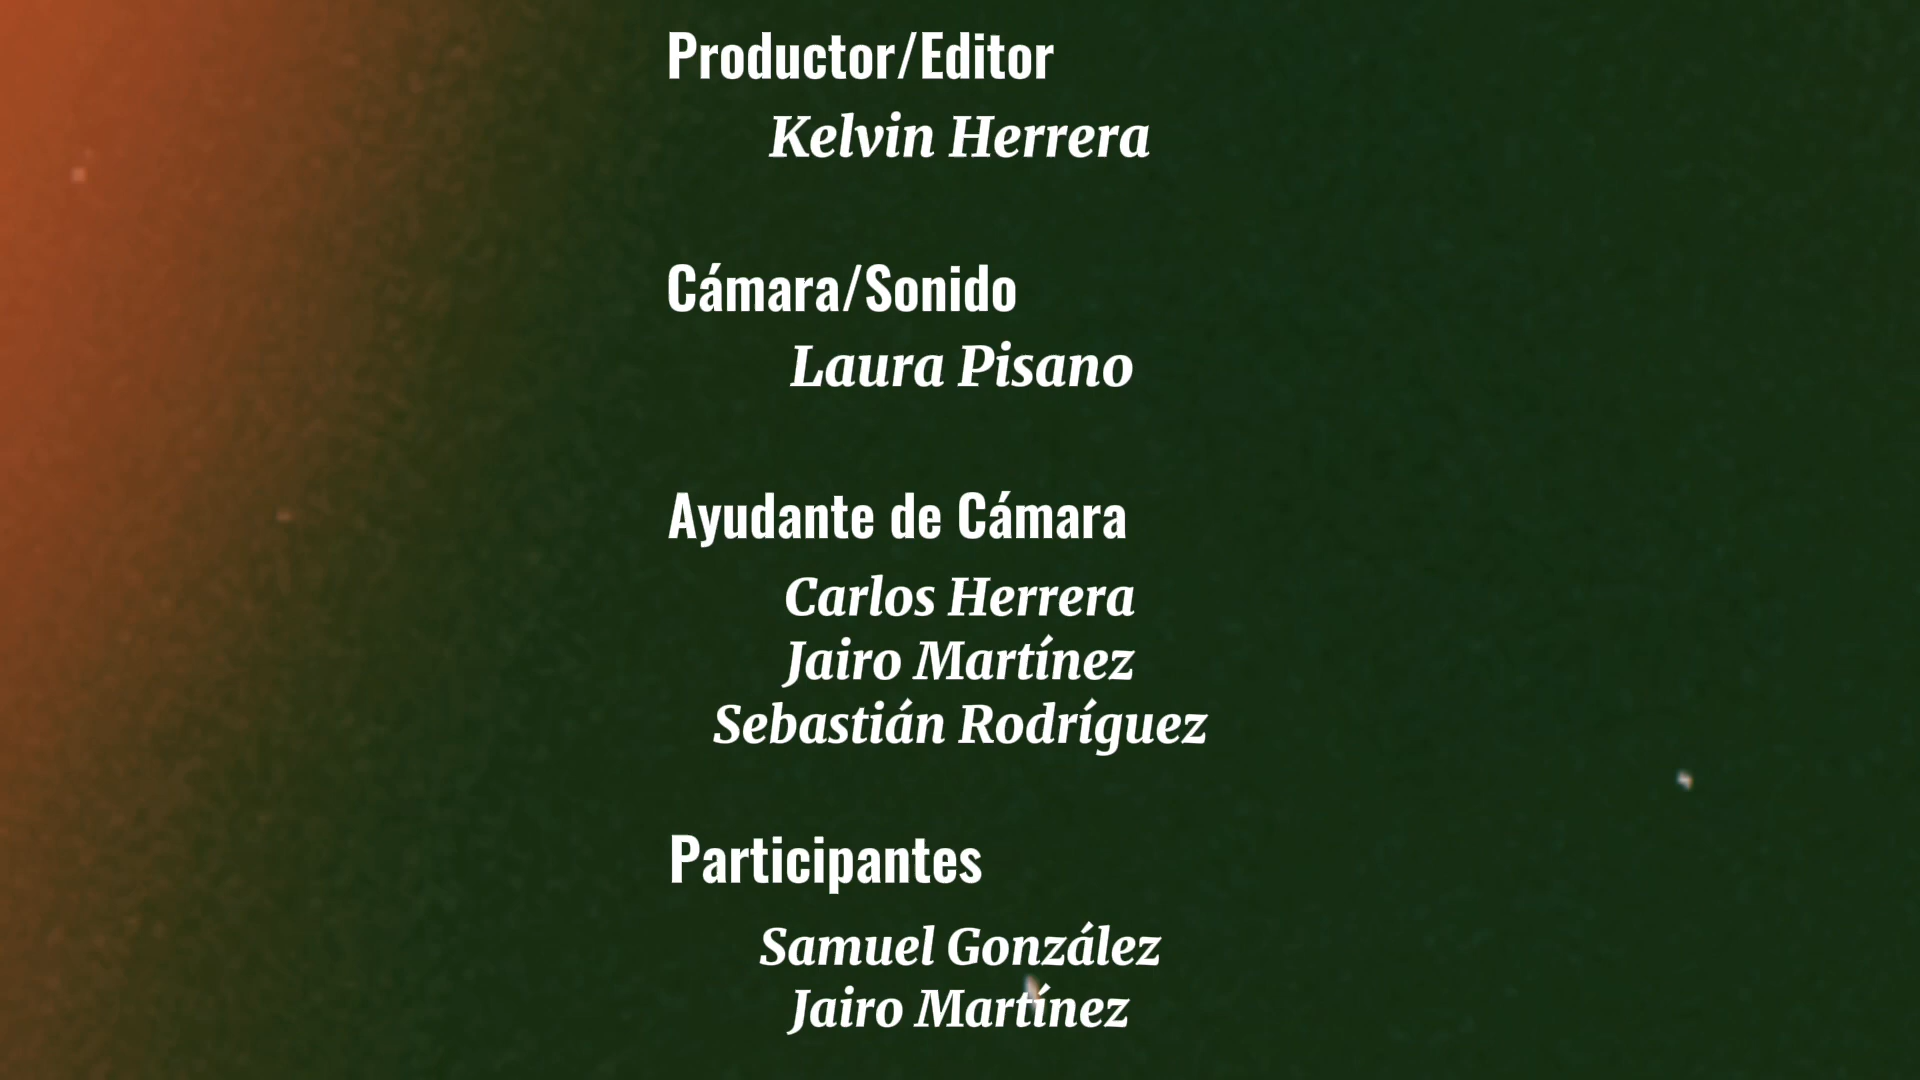 Productor/Editor
Kelvin Herrera
Cámara/Sonido
Laura Pisano
Ayudante de Cámara
Carlos Herrera
Jairo Martínez
Sebastián Rodríguez
Participantes
Samuel González
Jairo Martínez